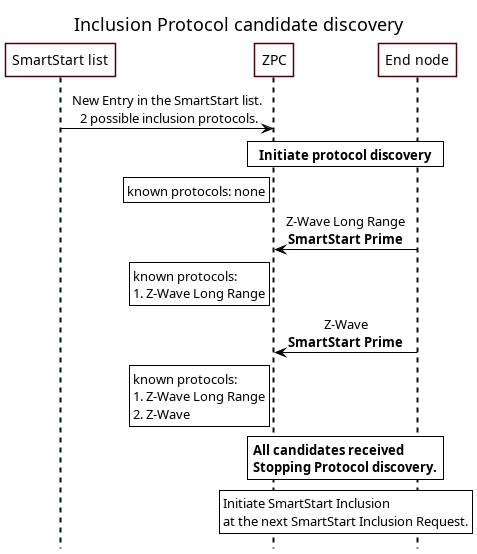 Inclusion Protocol candidate discovery
SmartStart list
ZPC
End node
New Entry in the SmartStart list.
2 possible inclusion protocols.
Initiate protocol discovery
known protocols: none
Z-Wave Long Range
SmartStart Prime
known protocols:
1. Z-Wave Long Range
Z-Wave
SmartStart Prime
known protocols:
1. Z-Wave Long Range
2. Z-Wave
All candidates received
Stopping Protocol discovery.
Initiate SmartStart Inclusion
at the next SmartStart Inclusion Request.